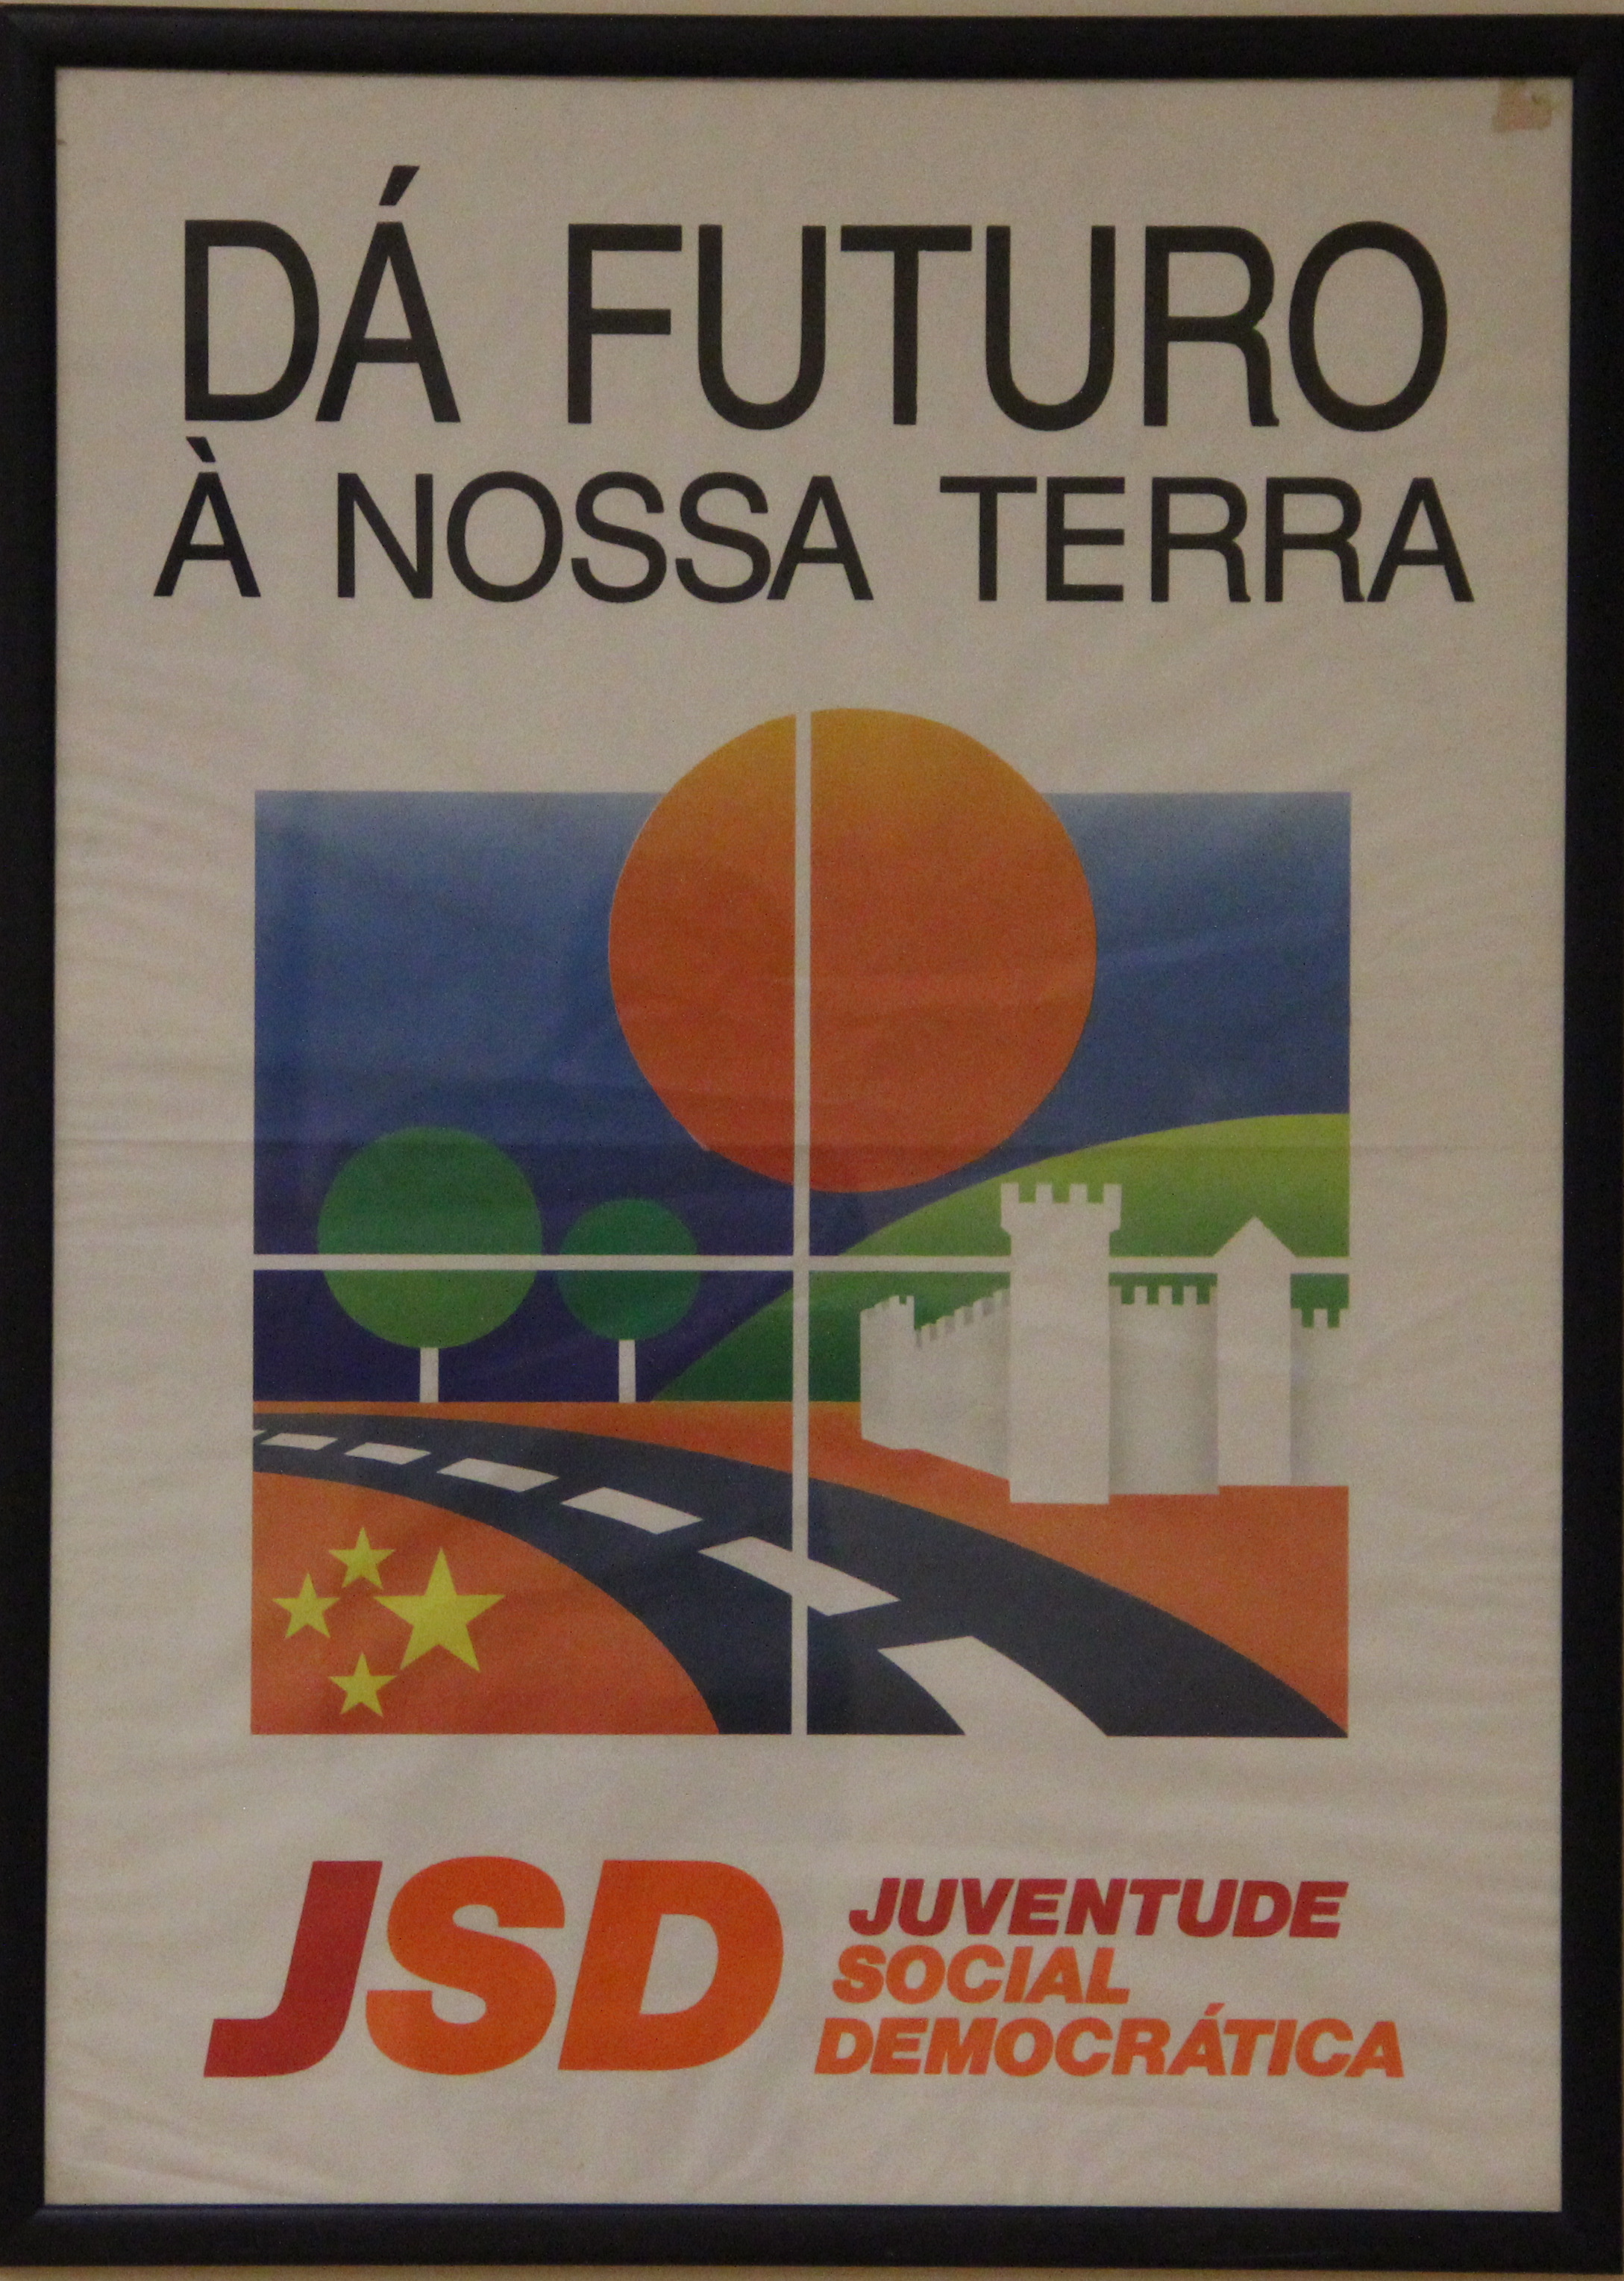 DÁ FUTURO
À NOSSA TERRA
JSD
JUVENTUDE
SOCIAL
DEMOCRÁTICA